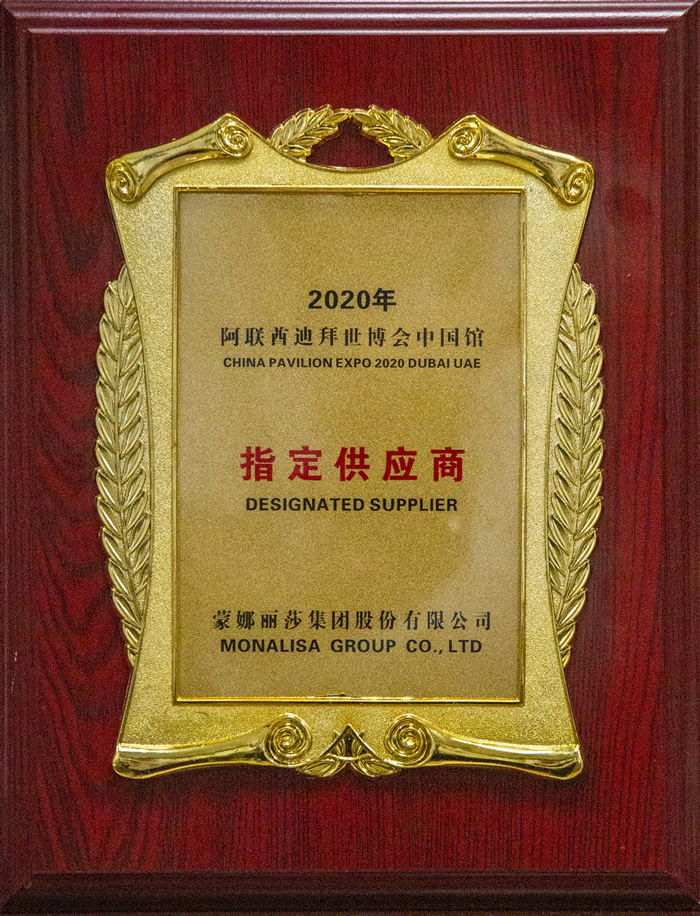 2020年
阿联酋迪拜世博会中国馆
CHINA PAVILION EXPO 2020 DUBAI UAE
指定供应商
DESIGNATED SUPPLIER
蒙娜丽莎集团股份有限公司
MONALISA GROUP CO., LTD